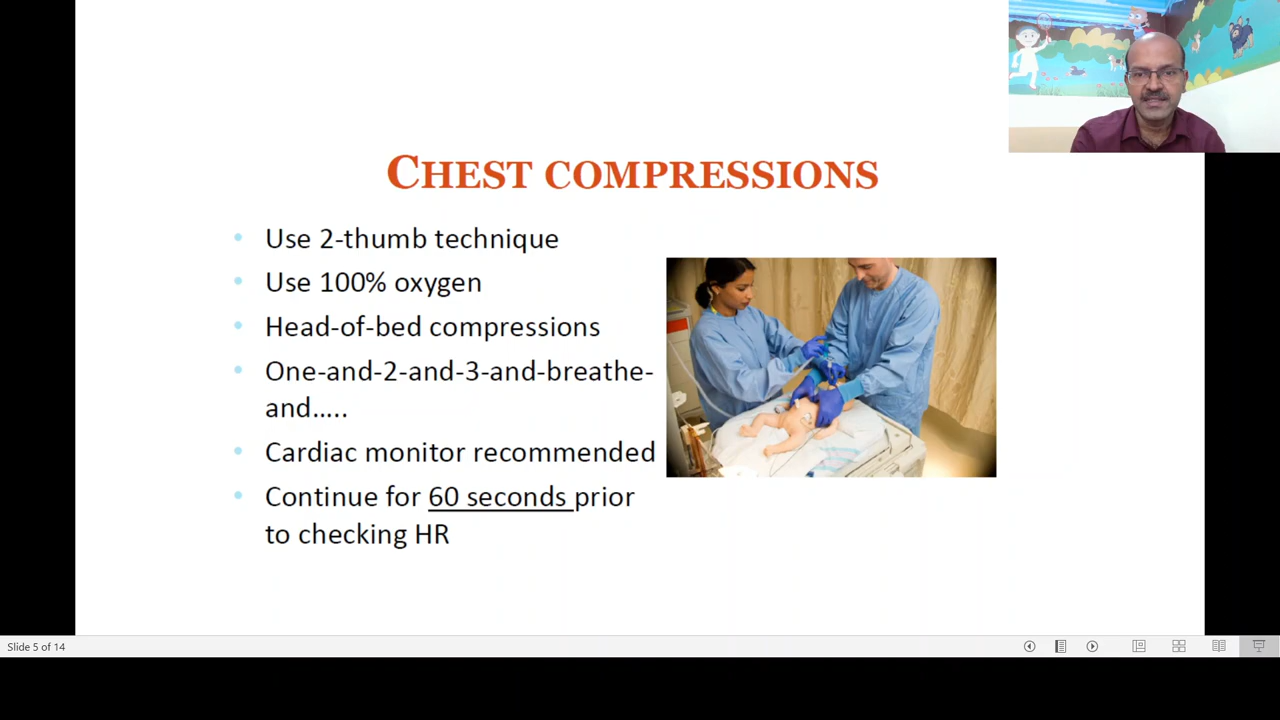 CHEST COMPRESSIONS
Use 2-thumb technique
Use 100% oxygen
Head-of-bed compressions
One-and-2-and-3-and-breathe-
and.....
Cardiac monitor recommended
Continue for 60 seconds prior
to checking HR
Slide 5 of 14